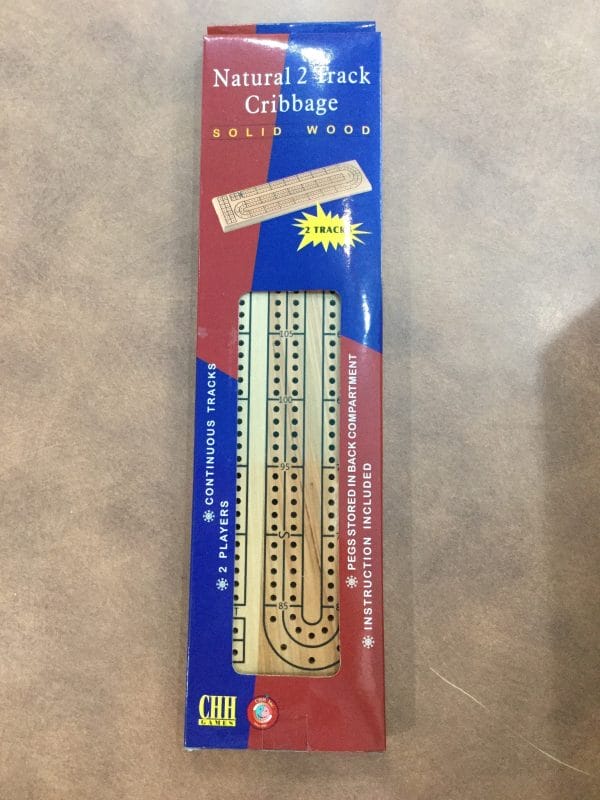 Natural 2 Track
Cribbage
SOLID WOOD
2 TRACK
105
100
95
S
85
CONTINUOUS TRACKS
2 PLAYERS
PEGS STORED IN BACK COMPARTMENT
INSTRUCTION INCLUDED
CHH
GAMES